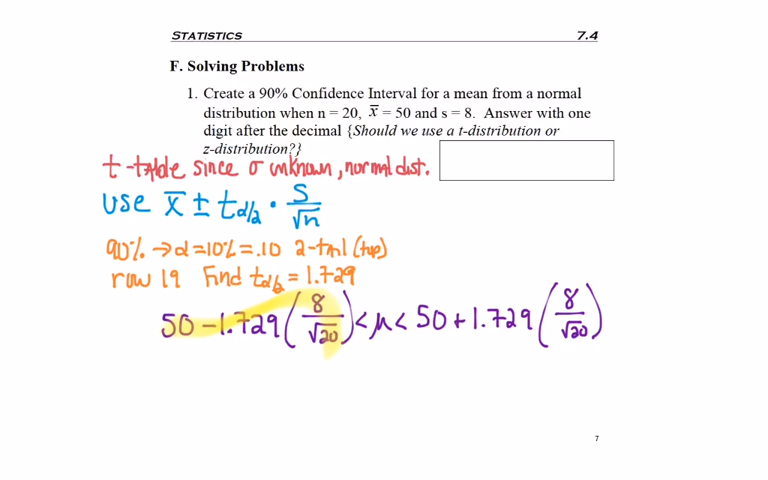 STATISTICS 7.4
F. Solving Problems
1. Create a 90% Confidence Interval for a mean from a normal
distribution when n = 20, x̅ = 50 and s = 8. Answer with one
digit after the decimal {Should we use a t-distribution or
z-distribution?}
t-table since σ unknown, normal dist.
use x̅ ± tα/2 · s/√n
90% → α=10%=.10 2-tail (top)
row 19 Find tα/2 = 1.729
50 - 1.729 (8/√20) < μ < 50 + 1.729 (8/√20)
7